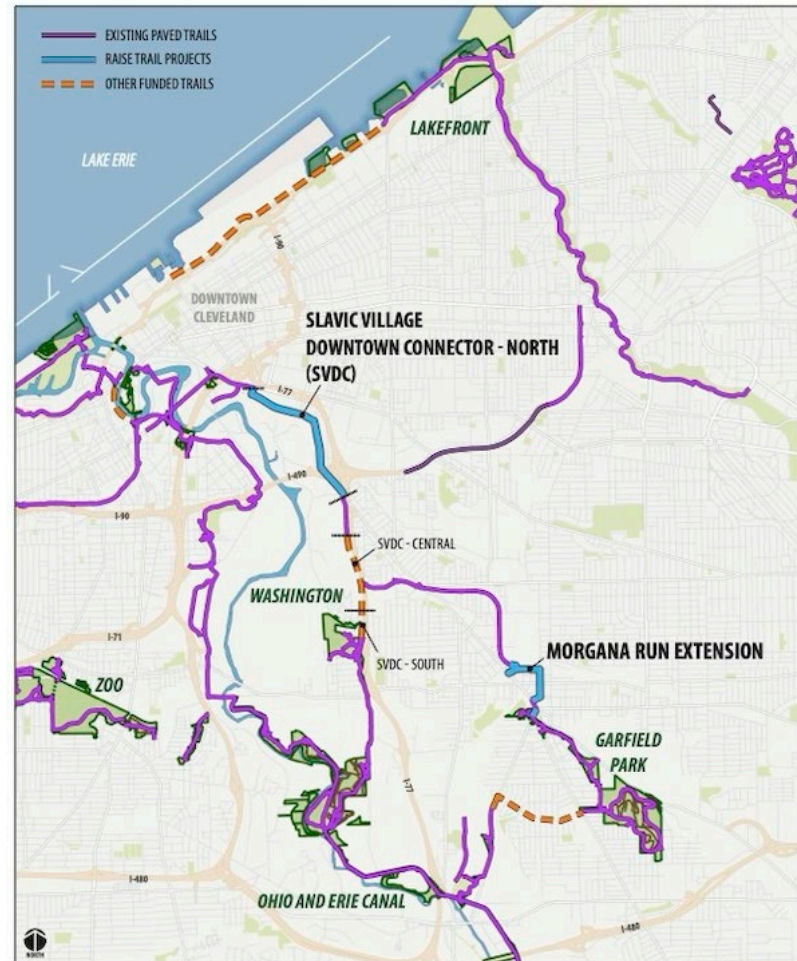 EXISTING PAVED TRAILS
RAISE TRAIL PROJECTS
OTHER FUNDED TRAILS
LAKEFRONT
LAKE ERIE
I-90
DOWNTOWN
CLEVELAND
SLAVIC VILLAGE
DOWNTOWN CONNECTOR - NORTH
(SVDC)
I-77
I-490
I-90
SVDC - CENTRAL
WASHINGTON
I-71
SVDC - SOUTH
MORGANA RUN EXTENSION
ZOO
GARFIELD
PARK
I-77
I-480
OHIO AND ERIE CANAL
I-480
NORTH